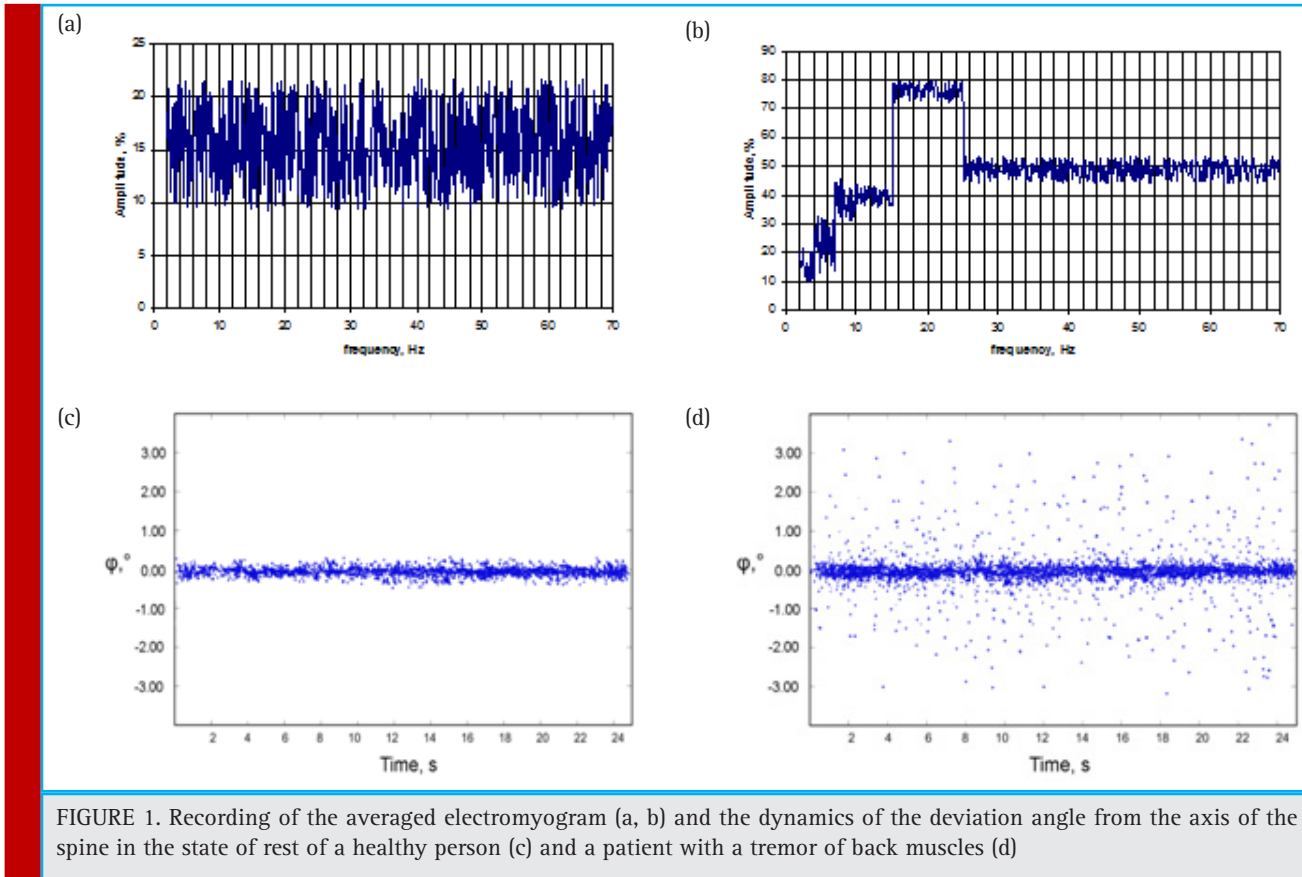 (a)
25
20
15
10
5
0
Amplitude, %
0 10 20 30 40 50 60 70
frequency, Hz
(b)
90
80
70
60
50
40
30
20
10
0
Amplitude, %
0 10 20 30 40 50 60 70
frequency, Hz
(c)
3.00
2.00
1.00
φ,° 0.00
-1.00
-2.00
-3.00
2 4 6 8 10 12 14 16 18 20 22 24
Time, s
(d)
3.00
2.00
1.00
φ,° 0.00
-1.00
-2.00
-3.00
2 4 6 8 10 12 14 16 18 20 22 24
Time, s
FIGURE 1. Recording of the averaged electromyogram (a, b) and the dynamics of the deviation angle from the axis of the
spine in the state of rest of a healthy person (c) and a patient with a tremor of back muscles (d)